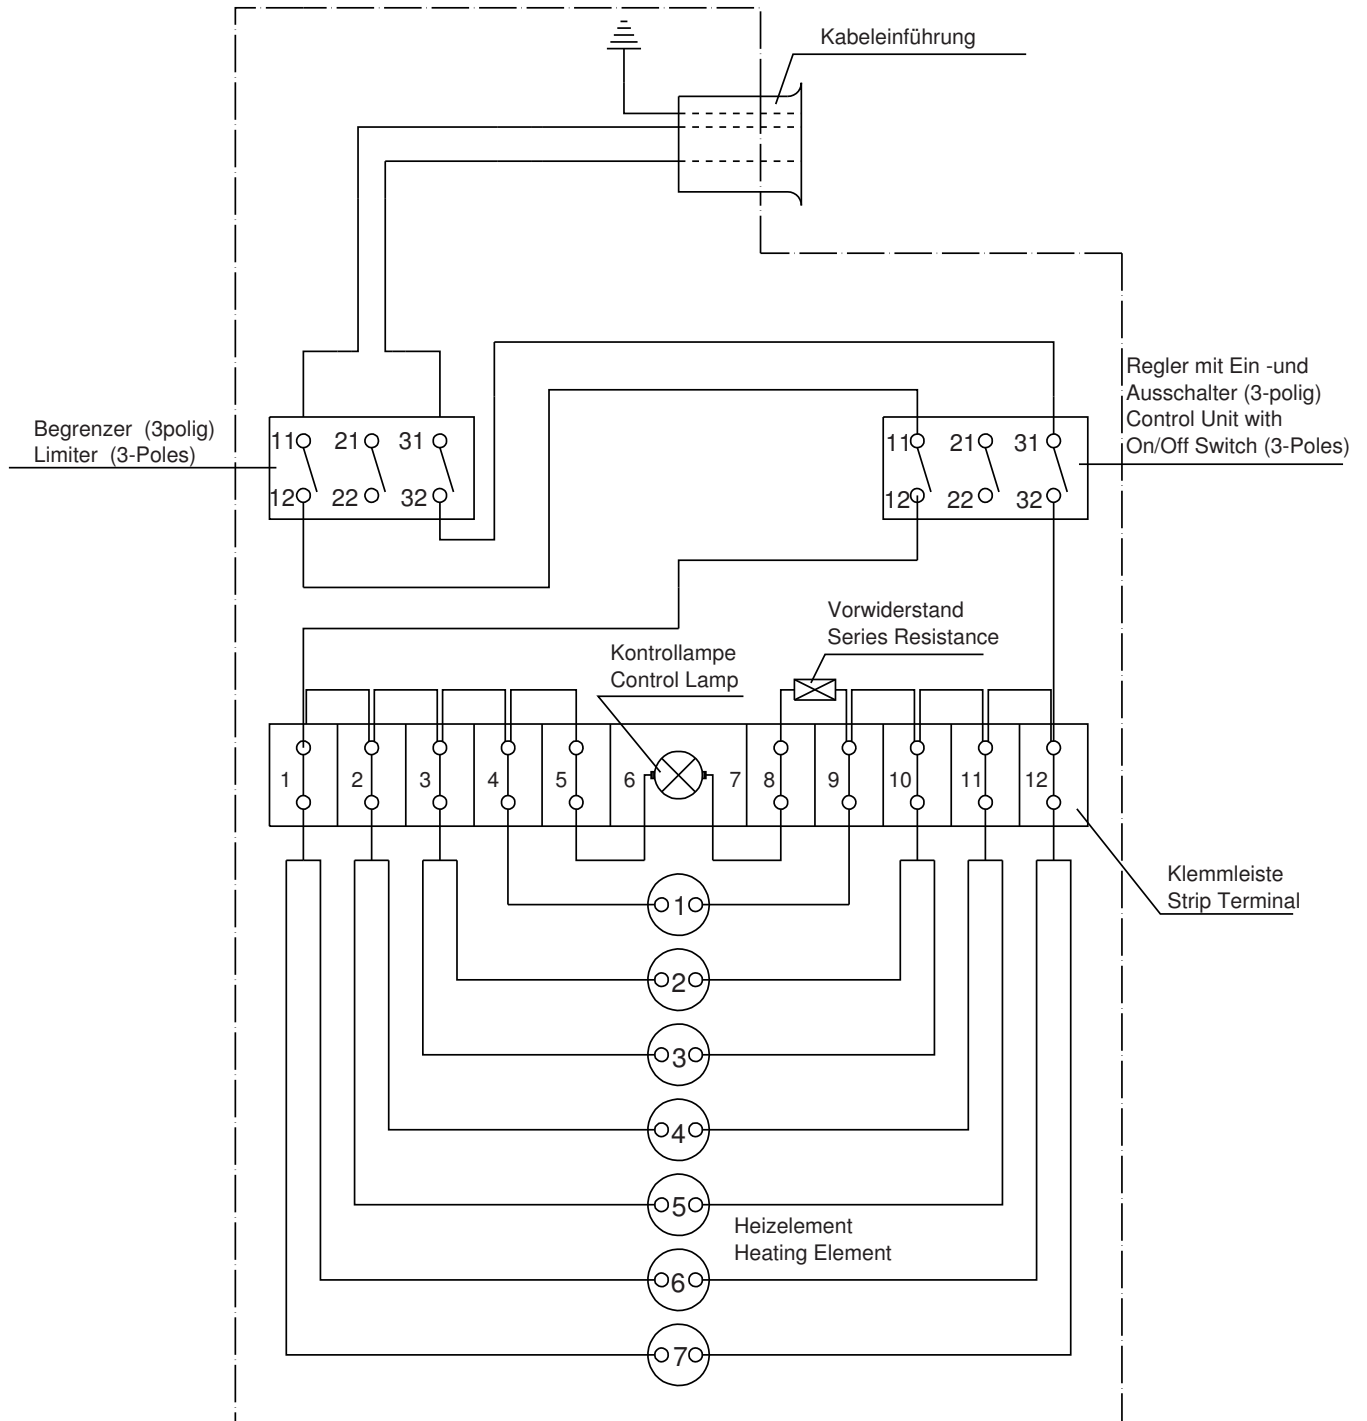 Kabeleinführung
Regler mit Ein -und
Ausschalter (3-polig)
Control Unit with
On/Off Switch (3-Poles)
Begrenzer (3polig)
Limiter (3-Poles)
11 21 31
12 22 32
11 21 31
12 22 32
Vorwiderstand
Series Resistance
Kontrollampe
Control Lamp
1 2 3 4 5 6 7 8 9 10 11 12
Klemmleiste
Strip Terminal
1
2
3
4
5
Heizelement
Heating Element
6
7